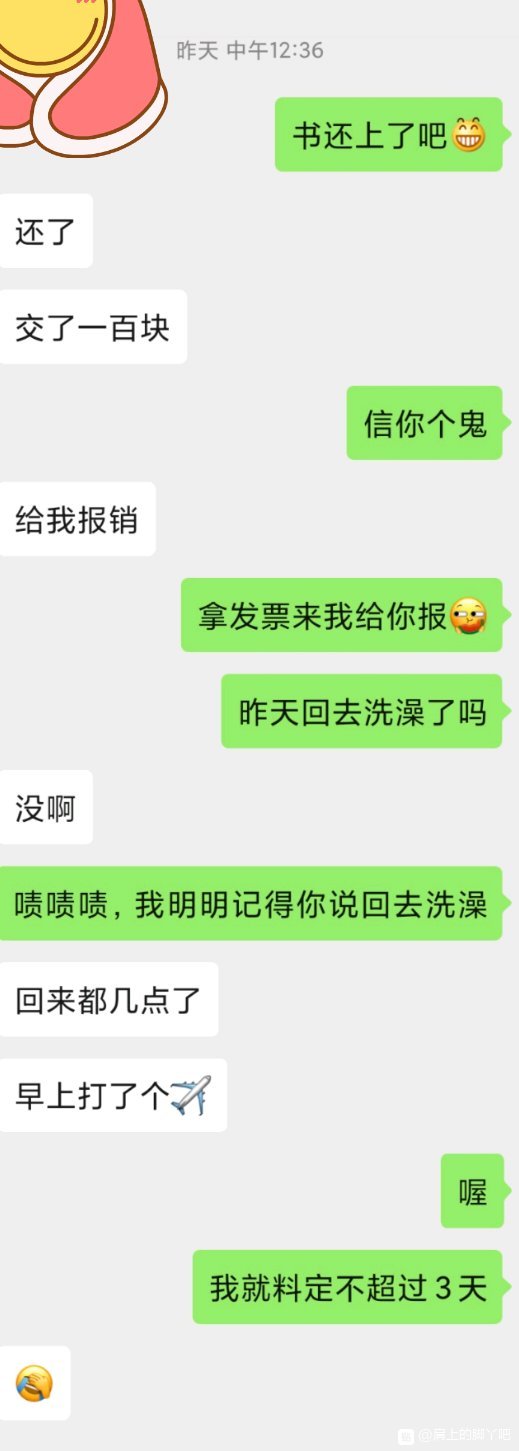 昨天 中午12:36
书还上了吧😁
还了
交了一百块
信你个鬼
给我报销
拿发票来我给你报
昨天回去洗澡了吗
没啊
啧啧啧，我明明记得你说回去洗澡
回来都几点了
早上打了个✈️
喔
我就料定不超过3天
🤦
@肩上的脚丫吧